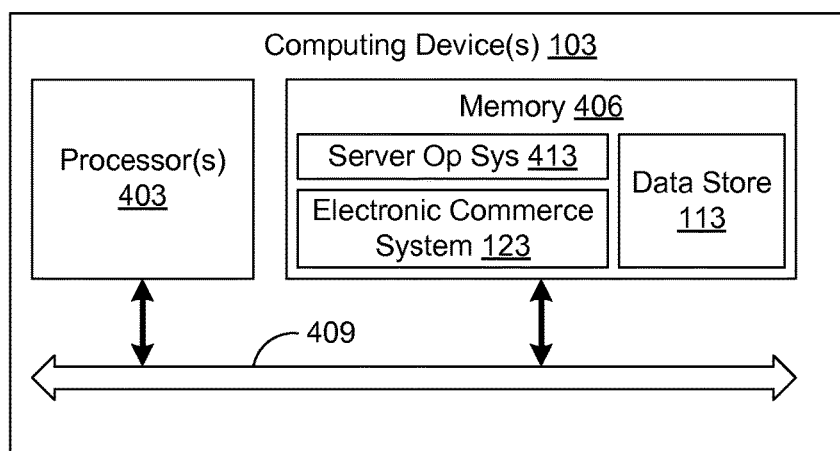 Computing Device(s) 103
Processor(s)
403
Memory 406
Server Op Sys 413
Electronic Commerce
System 123
Data Store
113
409